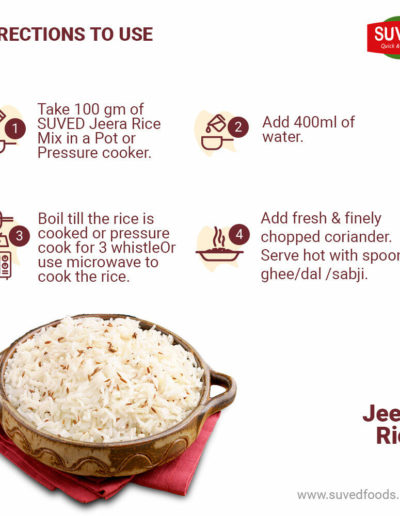 RECTIONS TO USE
SUVE
Quick &
1
Take 100 gm of
SUVED Jeera Rice
Mix in a Pot or
Pressure cooker.
2
Add 400ml of
water.
3
Boil till the rice is
cooked or pressure
cook for 3 whistleOr
use microwave to
cook the rice.
4
Add fresh & finely
chopped coriander.
Serve hot with spoon
ghee/dal /sabji.
Jee
Ri
www.suvedfoods.